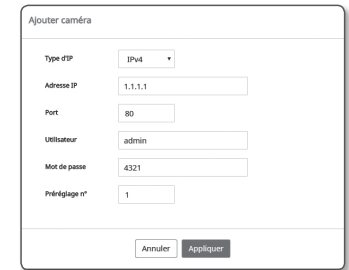 Ajouter caméra
Type d'IP IPv4
Adresse IP 1.1.1.1
Port 80
Utilisateur admin
Mot de passe 4321
Préréglage n° 1
Annuler Appliquer